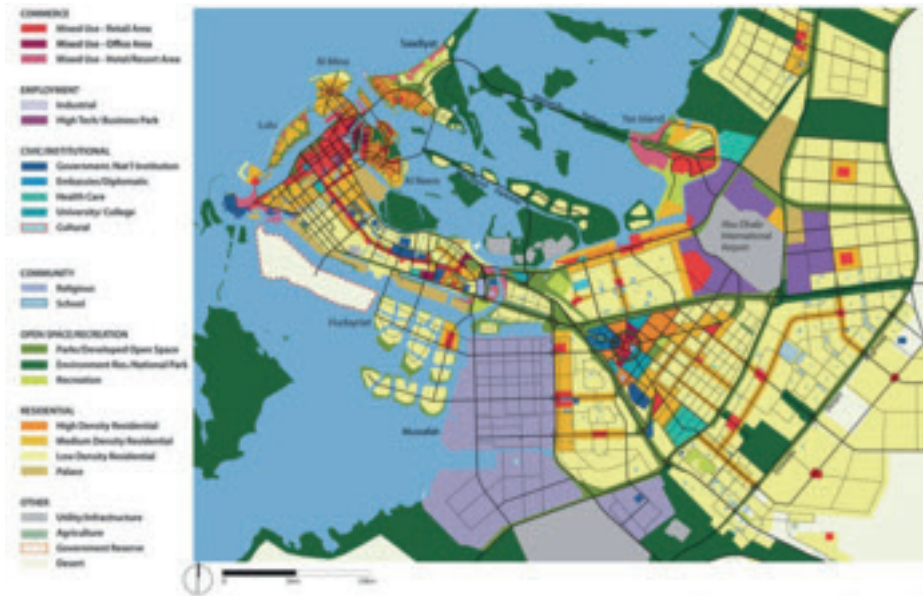 COMMERCE
Mixed Use - Retail Area
Mixed Use - Office Area
Mixed Use - Hotel/Resort Area
EMPLOYMENT
Industrial
High Tech/ Business Park
CIVIC/INSTITUTIONAL
Government/Nat'l Institution
Embassies/Diplomatic
Health Care
University/ College
Cultural
COMMUNITY
Religious
School
OPEN SPACE/RECREATION
Parks/Developed Open Space
Environment Res./National Park
Recreation
RESIDENTIAL
High Density Residential
Medium Density Residential
Low Density Residential
Palace
OTHER
Utility/Infrastructure
Agriculture
Government Reserve
Desert
Saadiyat
Al Mina
Lulu
Yas Island
Al Reem
Abu Dhabi
International
Airport
Hudayriat
Mussafah
0